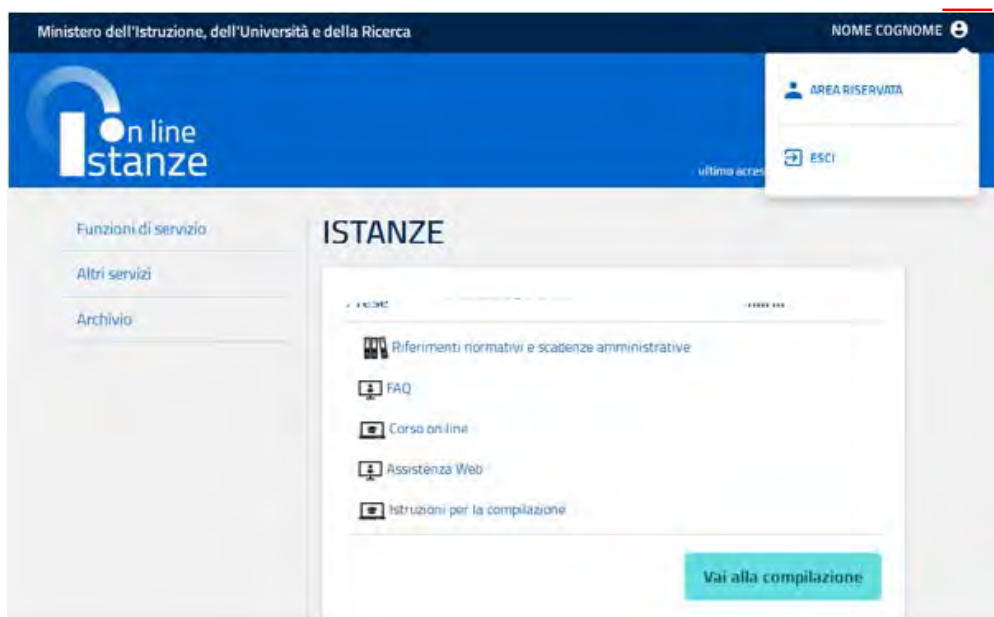 Ministero dell'Istruzione, dell'Università e della Ricerca
NOME COGNOME
AREA RISERVATA
ESCI
On line
Istanze
ultimo acces
Funzioni di servizio
Altri servizi
Archivio
ISTANZE
Riferimenti normativi e scadenze amministrative
FAQ
Corso on line
Assistenza Web
Istruzioni per la compilazione
Vai alla compilazione